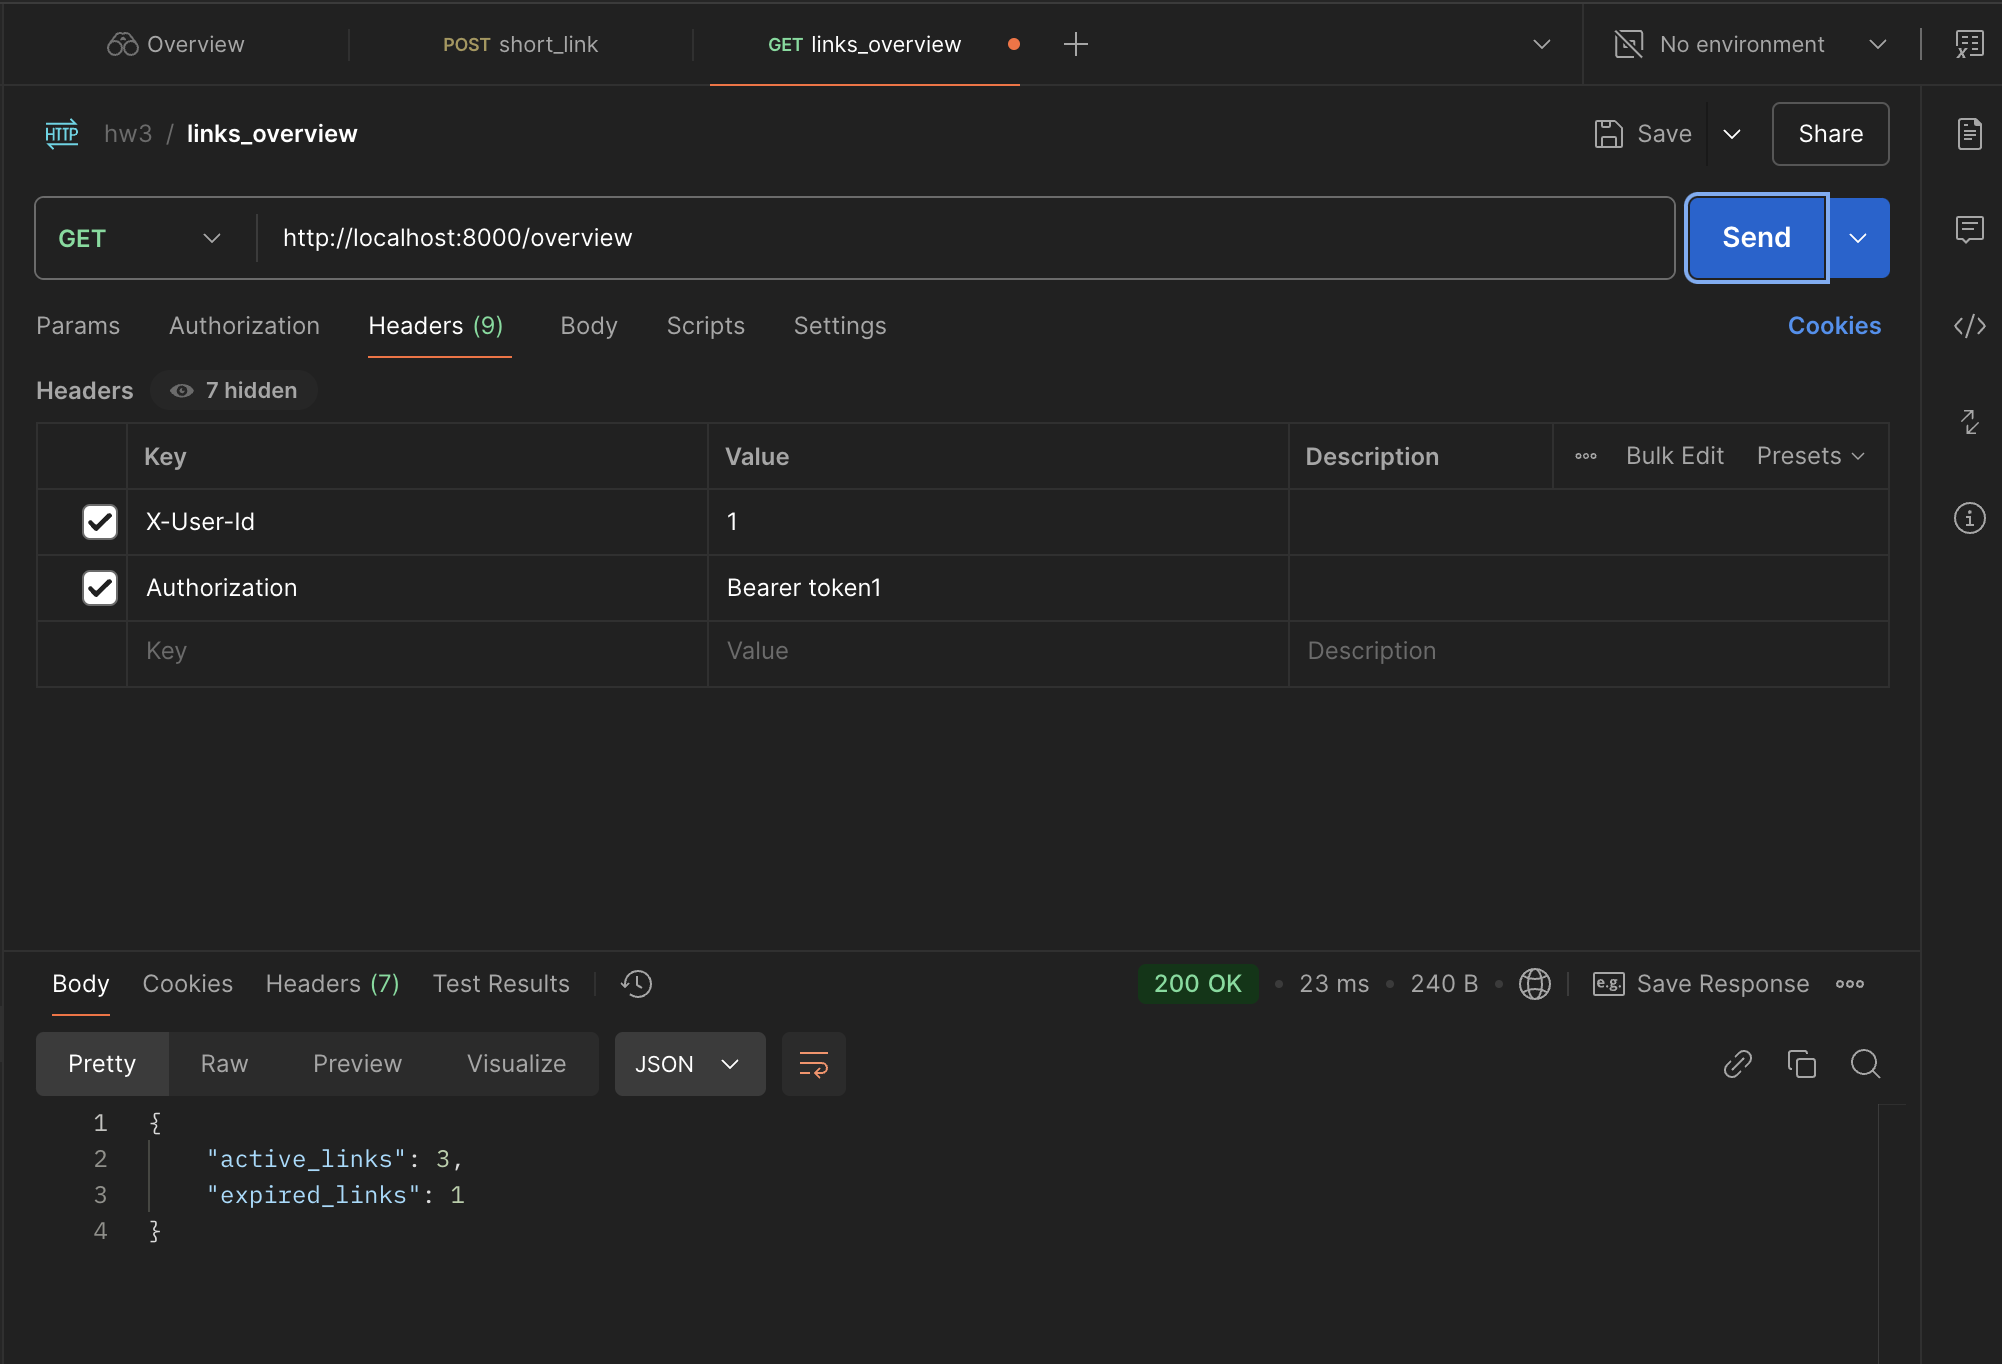 Overview POST short_link GET links_overview No environment
HTTP hw3 / links_overview Save Share
GET http://localhost:8000/overview Send
Params Authorization Headers (9) Body Scripts Settings Cookies
Headers 7 hidden
Key Value Description Bulk Edit Presets
X-User-Id 1
Authorization Bearer token1
Key Value Description
Body Cookies Headers (7) Test Results 200 OK • 23 ms • 240 B • e.g. Save Response
Pretty Raw Preview Visualize JSON
1 {
2 "active_links": 3,
3 "expired_links": 1
4 }